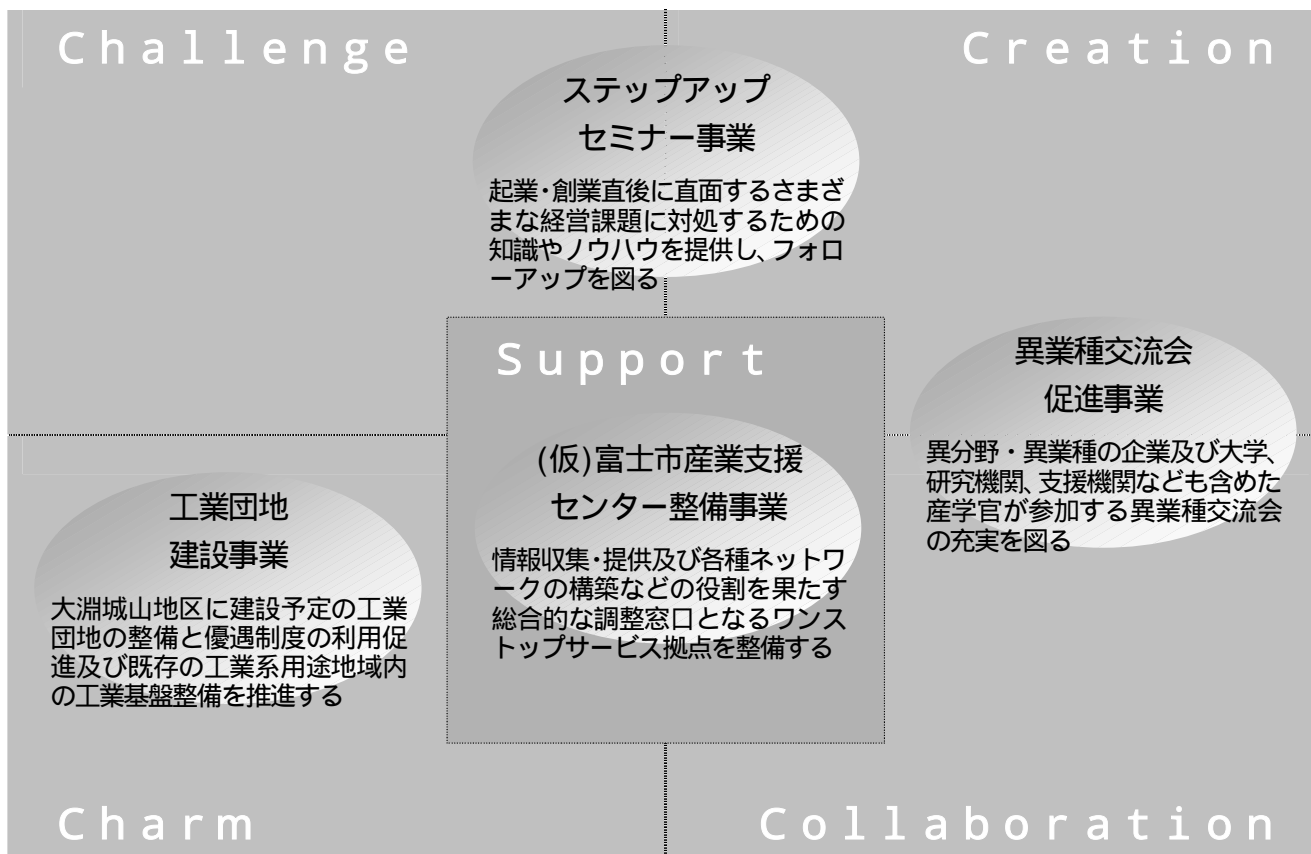 Challenge
Creation
ステップアップ
セミナー事業
起業・創業直後に直面するさまざ
まな経営課題に対処するための
知識やノウハウを提供し、フォロ
ーアップを図る
Support
(仮)富士市産業支援
センター整備事業
情報収集・提供及び各種ネットワ
ークの構築などの役割を果たす
総合的な調整窓口となるワンス
トップサービス拠点を整備する
異業種交流会
促進事業
異分野・異業種の企業及び大学、
研究機関、支援機関なども含めた
産学官が参加する異業種交流会
の充実を図る
工業団地
建設事業
大淵城山地区に建設予定の工業
団地の整備と優遇制度の利用促
進及び既存の工業系用途地域内
の工業基盤整備を推進する
Charm
Collaboration